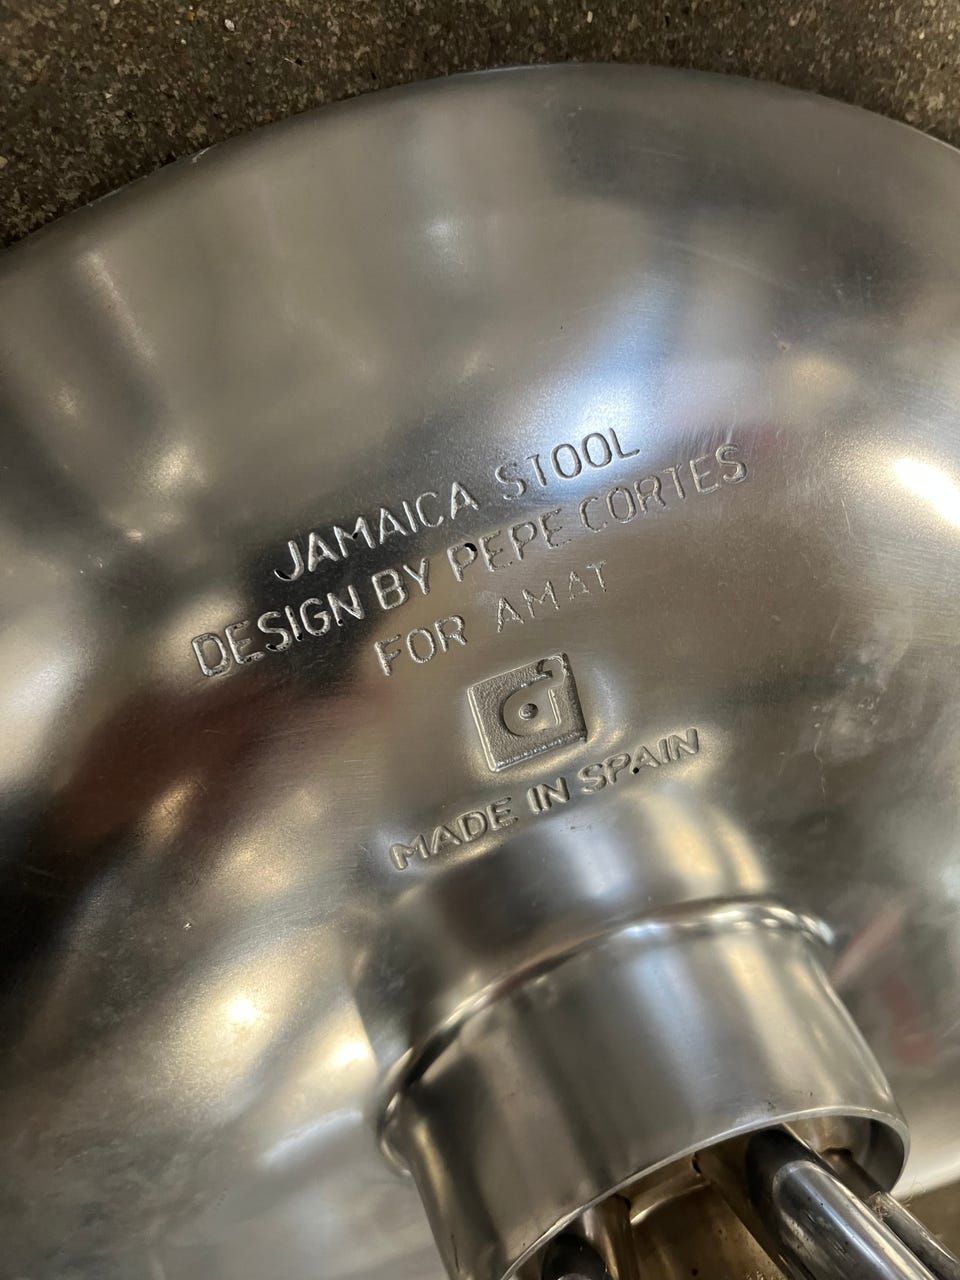 JAMAICA STOOL
DESIGN BY PEPE CORTES
FOR AMAT
a
MADE IN SPAIN